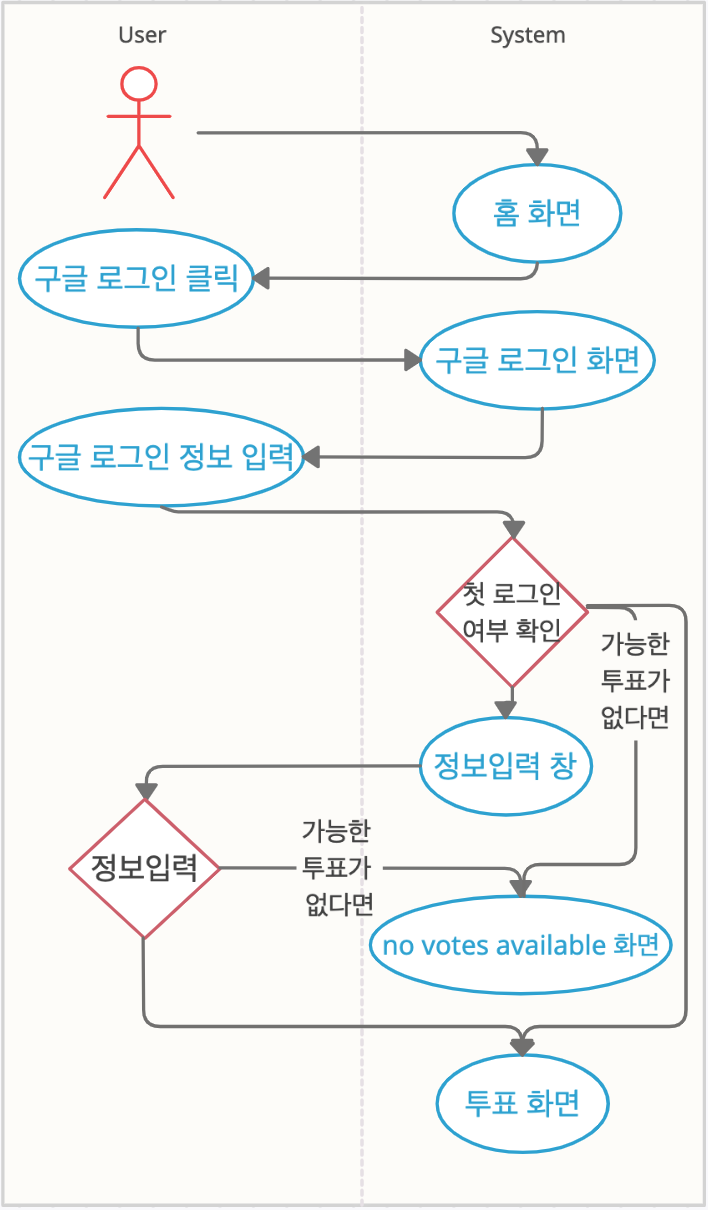 User
System
홈 화면
구글 로그인 클릭
구글 로그인 화면
구글 로그인 정보 입력
첫 로그인
여부 확인
가능한
투표가
없다면
정보입력 창
정보입력
가능한
투표가
없다면
no votes available 화면
투표 화면